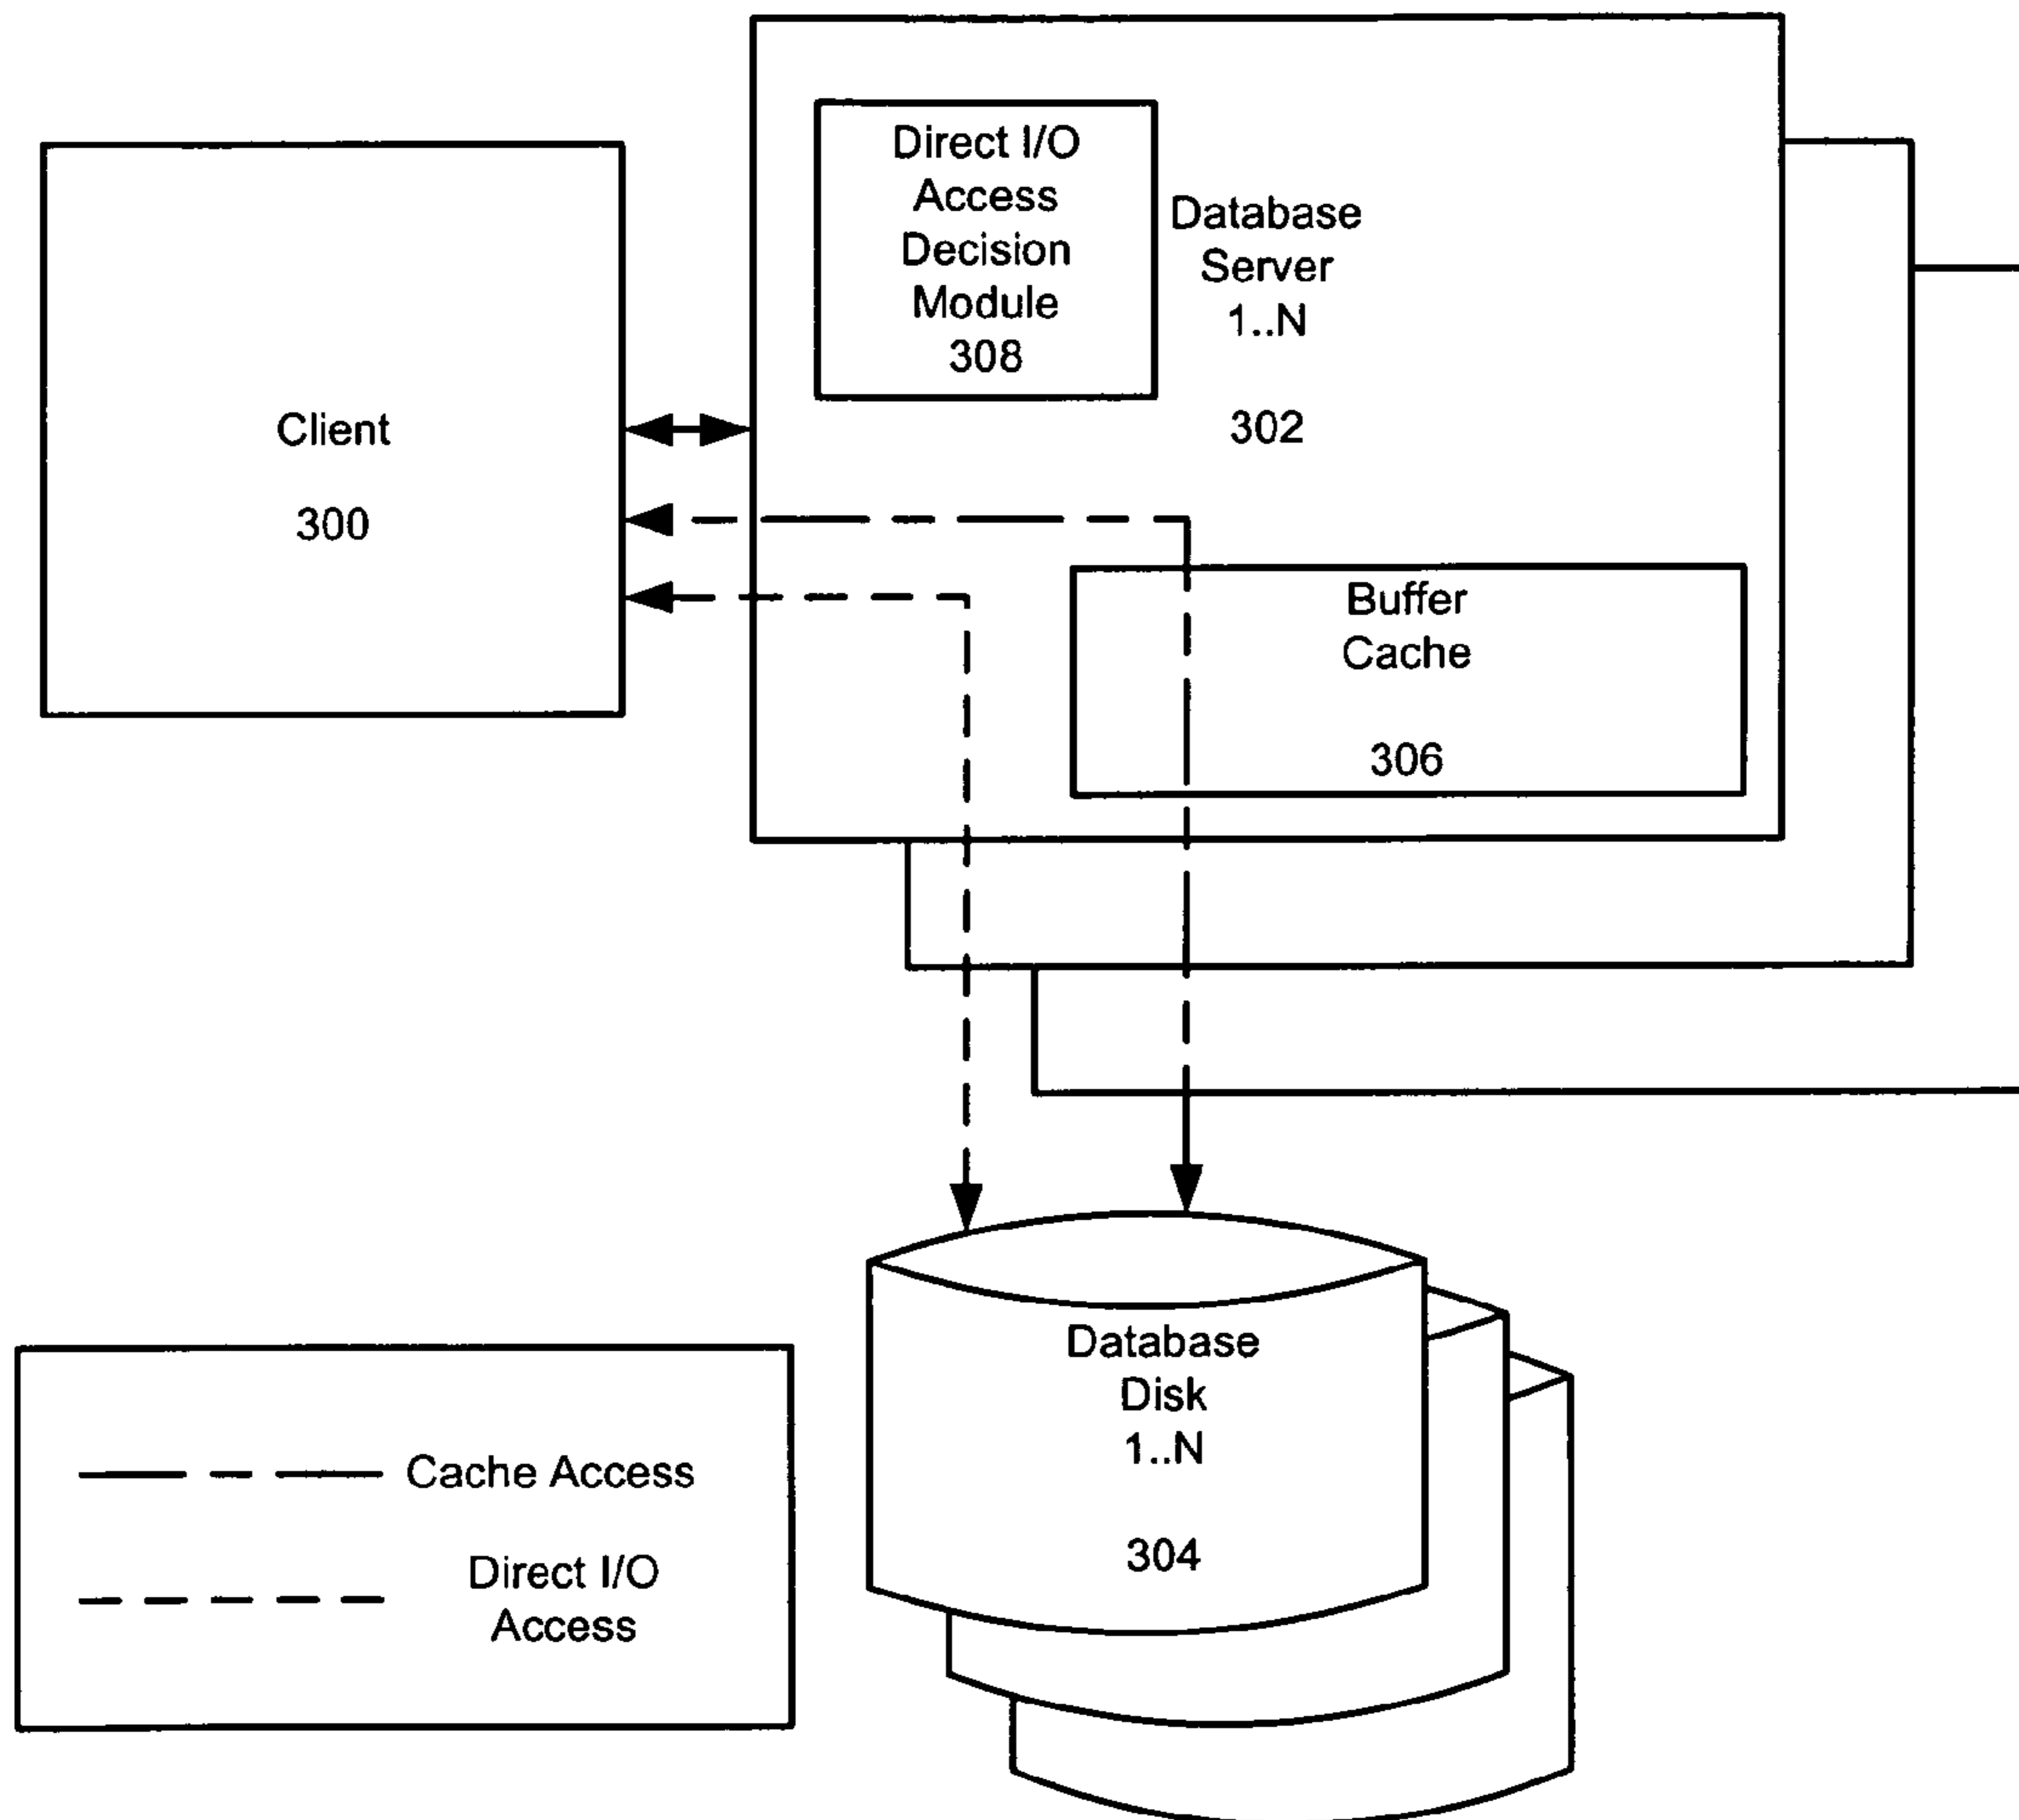 Direct I/O
Access
Decision
Module
308
Database
Server
1..N
302
Client
300
Buffer
Cache
306
Database
Disk
1..N
304
Cache Access
Direct I/O
Access